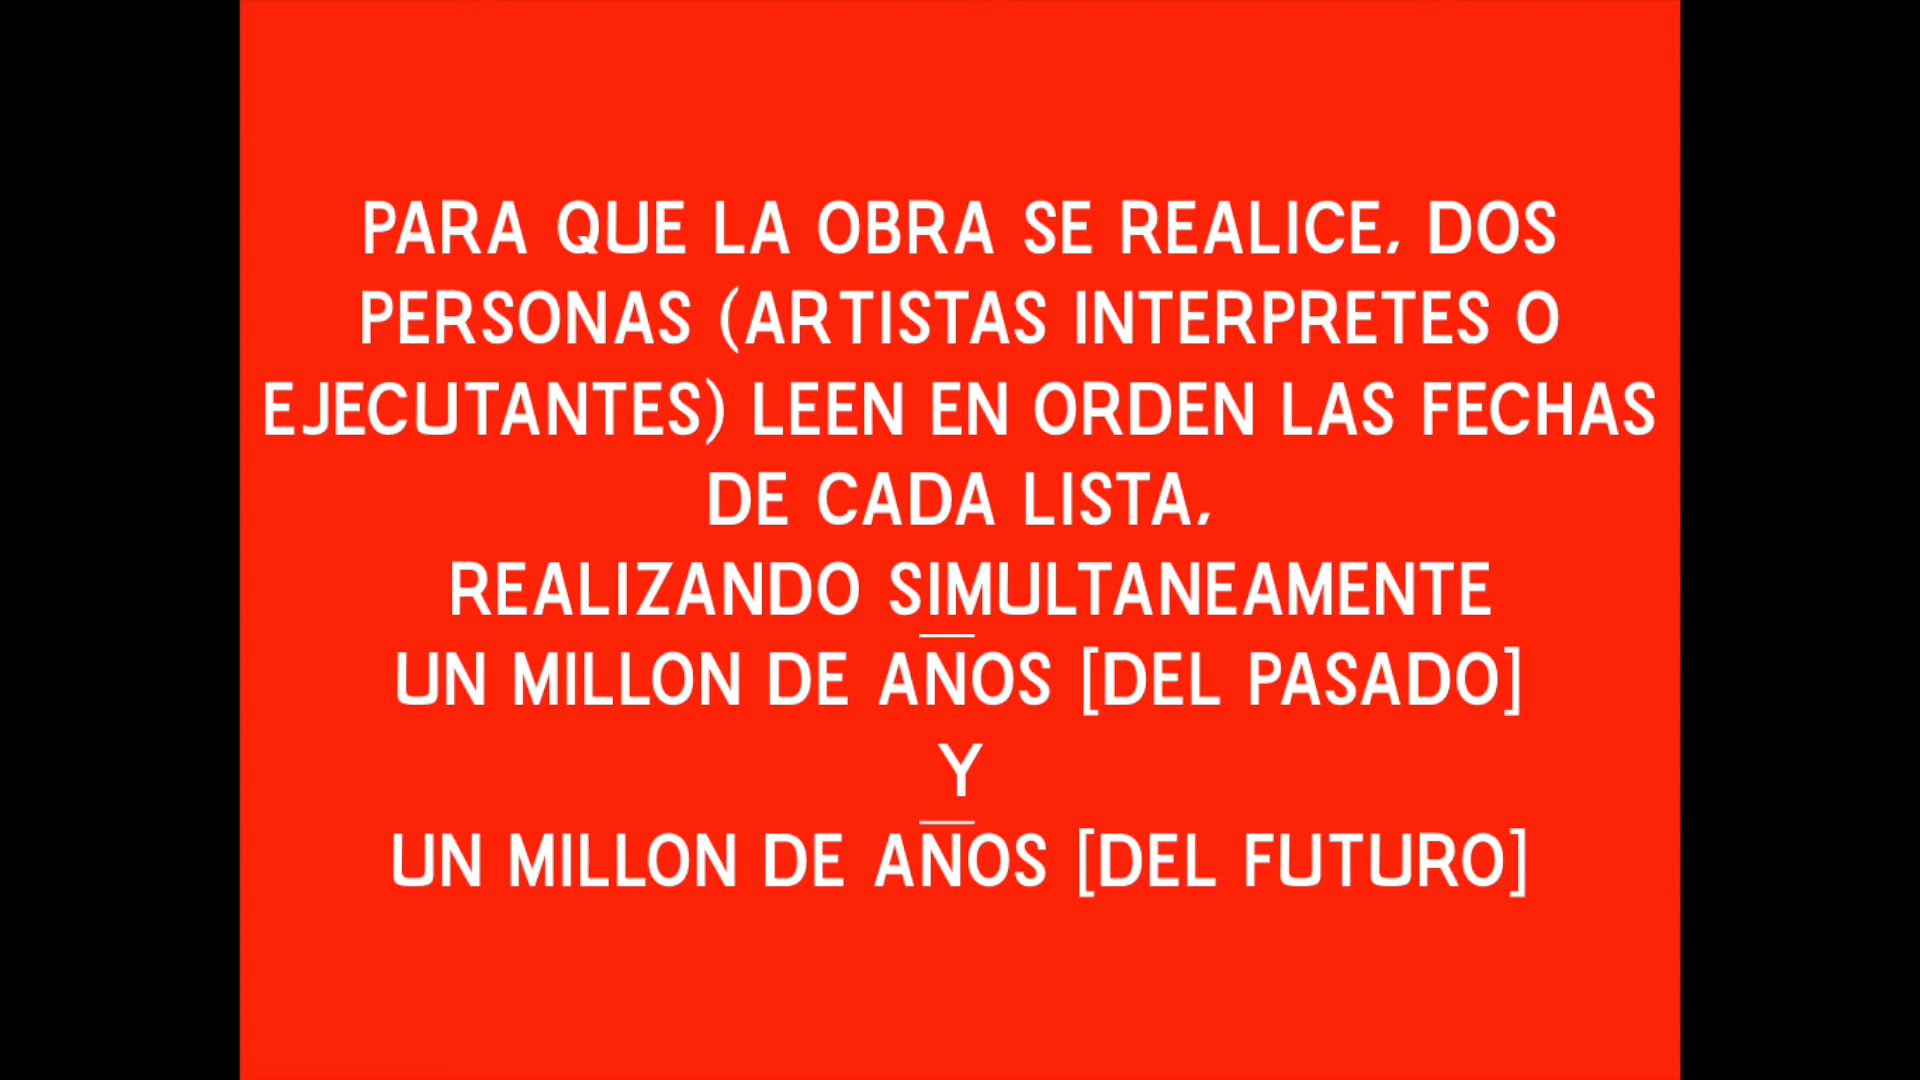 PARA QUE LA OBRA SE REALICE, DOS
PERSONAS (ARTISTAS INTERPRETES O
EJECUTANTES) LEEN EN ORDEN LAS FECHAS
DE CADA LISTA,
REALIZANDO SIMULTANEAMENTE
UN MILLON DE AÑOS [DEL PASADO]
Y
UN MILLON DE AÑOS [DEL FUTURO]